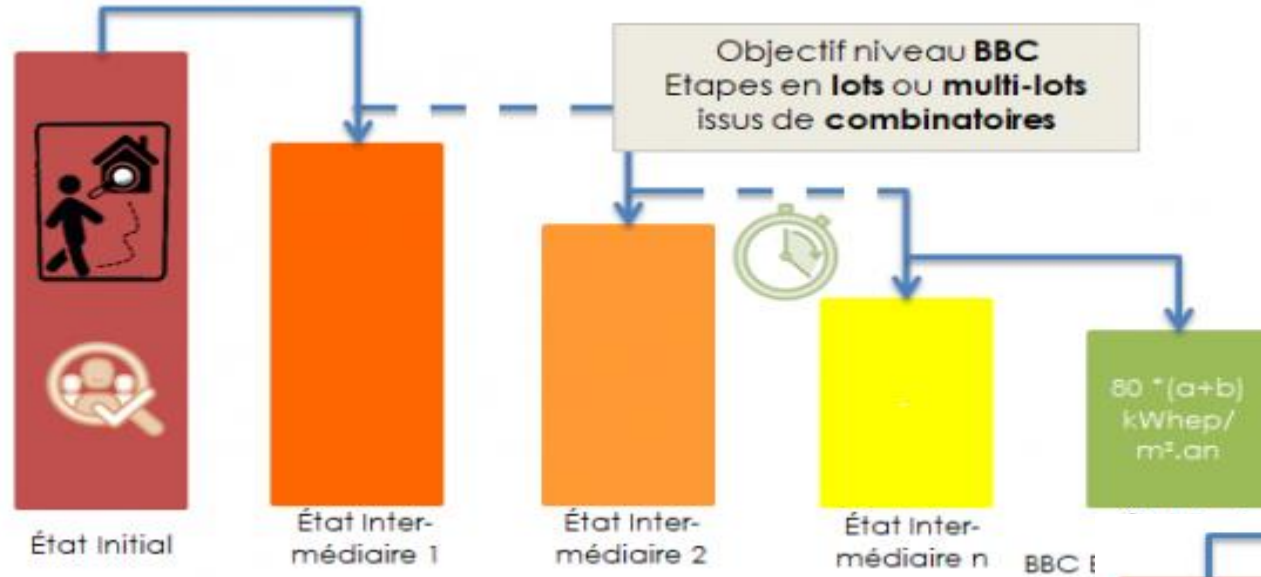 Objectif niveau BBC
Etapes en lots ou multi-lots
issus de combinatoires
80 *(a+b)
kWhep/
m².an
État Initial
État Inter-
médiaire 1
État Inter-
médiaire 2
État Inter-
médiaire n
BBC